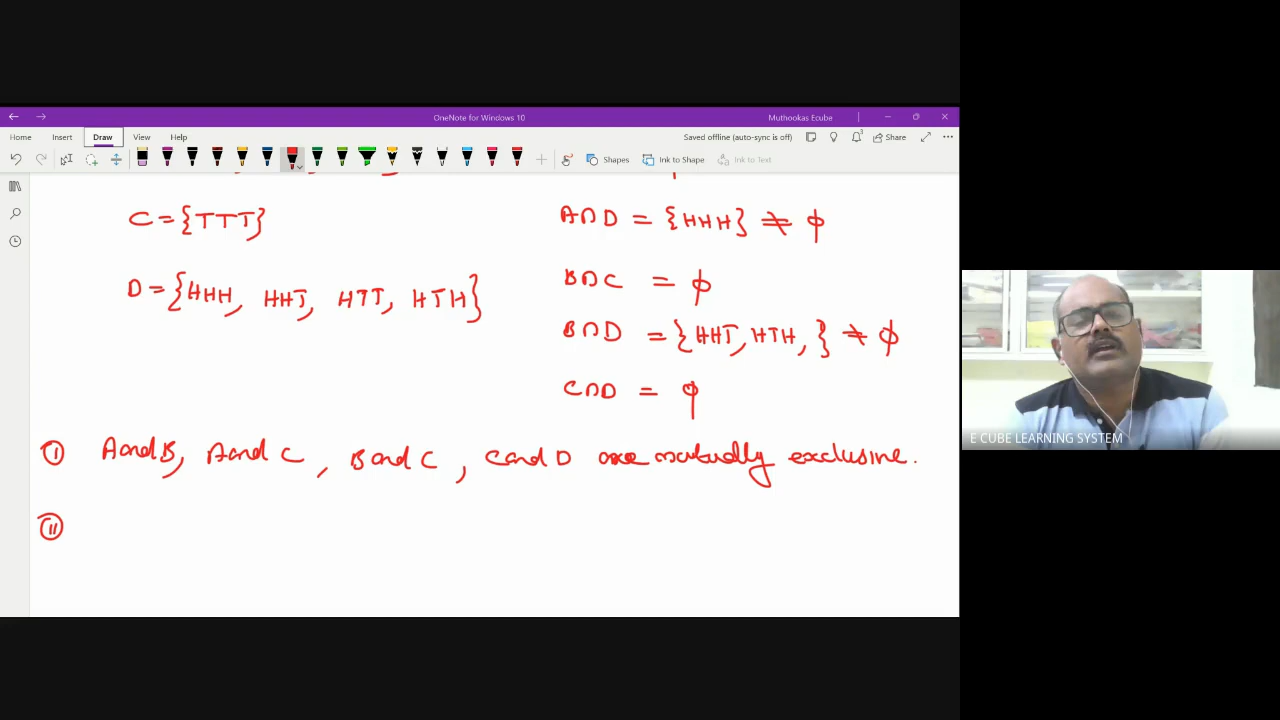 OneNote for Windows 10
Muthookas Ecube
Home Insert Draw View Help
Saved offline (auto-sync is off)
Share
Shapes
Ink to Shape
Ink to Text
C = {TTT}
D = {HHH, HHT, HTT, HTH}
A∩D = {HHH} ≠ ϕ
B∩C = ϕ
B∩D = {HHT, HTH, } ≠ ϕ
C∩D = ϕ
(i) A and B, A and C, B and C, C and D are mutually exclusive.
(ii)
E CUBE LEARNING SYSTEM